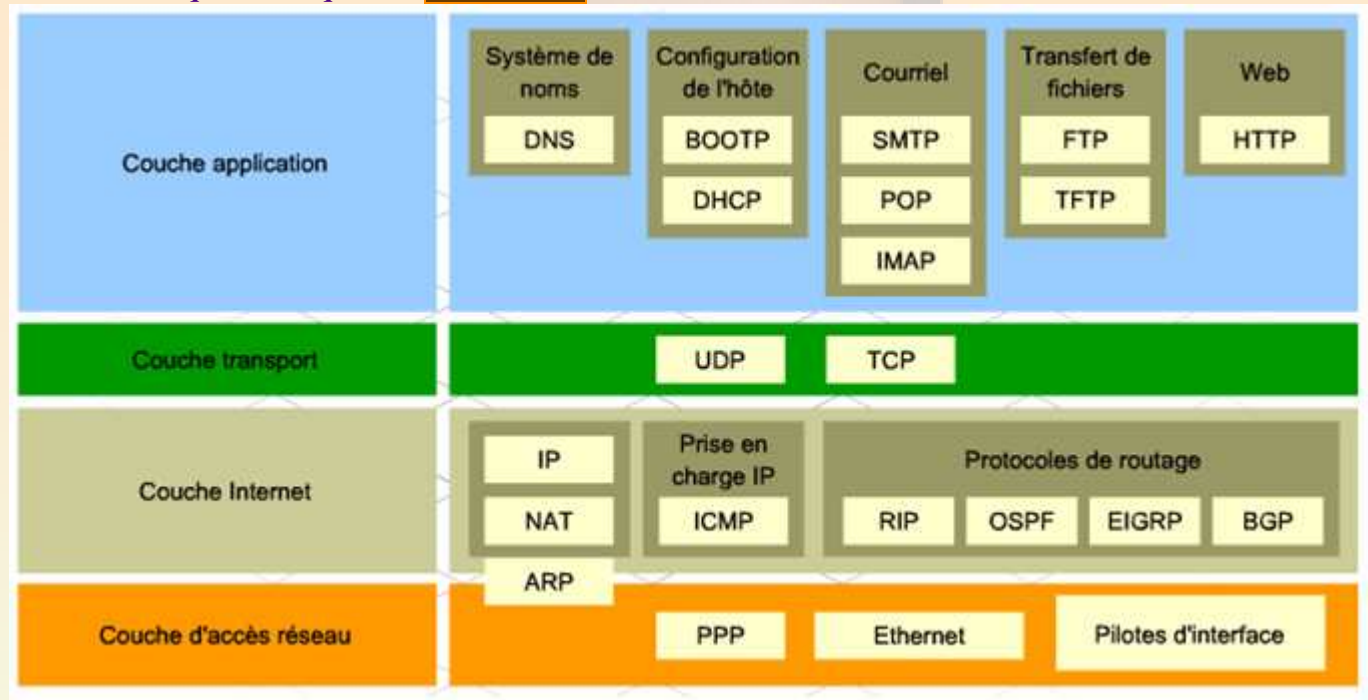 Couche application
Système de
noms
DNS
Configuration
de l'hôte
BOOTP
DHCP
Courriel
SMTP
POP
IMAP
Transfert de
fichiers
FTP
TFTP
Web
HTTP
Couche transport
UDP
TCP
Couche Internet
IP
NAT
ARP
Prise en
charge IP
ICMP
Protocoles de routage
RIP
OSPF
EIGRP
BGP
Couche d'accès réseau
PPP
Ethernet
Pilotes d'interface